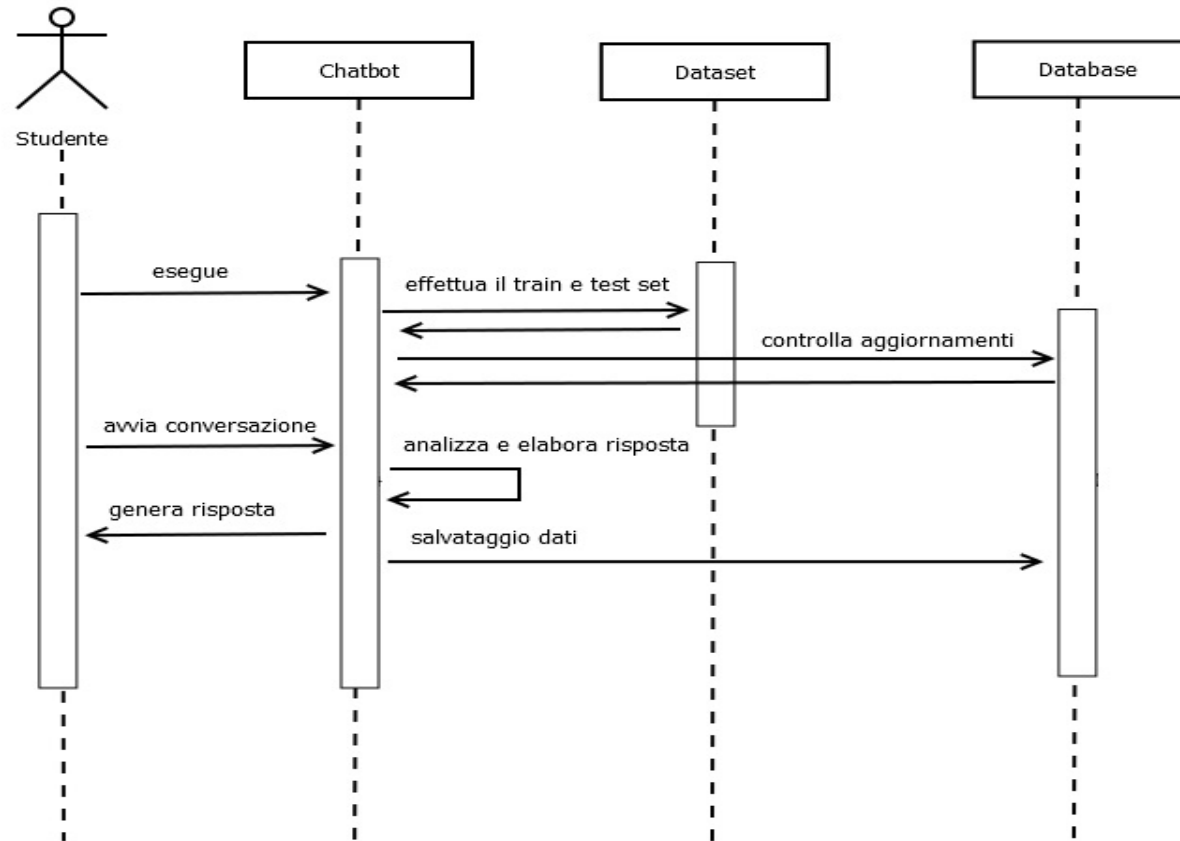 Chatbot
Dataset
Database
Studente
esegue
effettua il train e test set
controlla aggiornamenti
avvia conversazione
analizza e elabora risposta
genera risposta
salvataggio dati